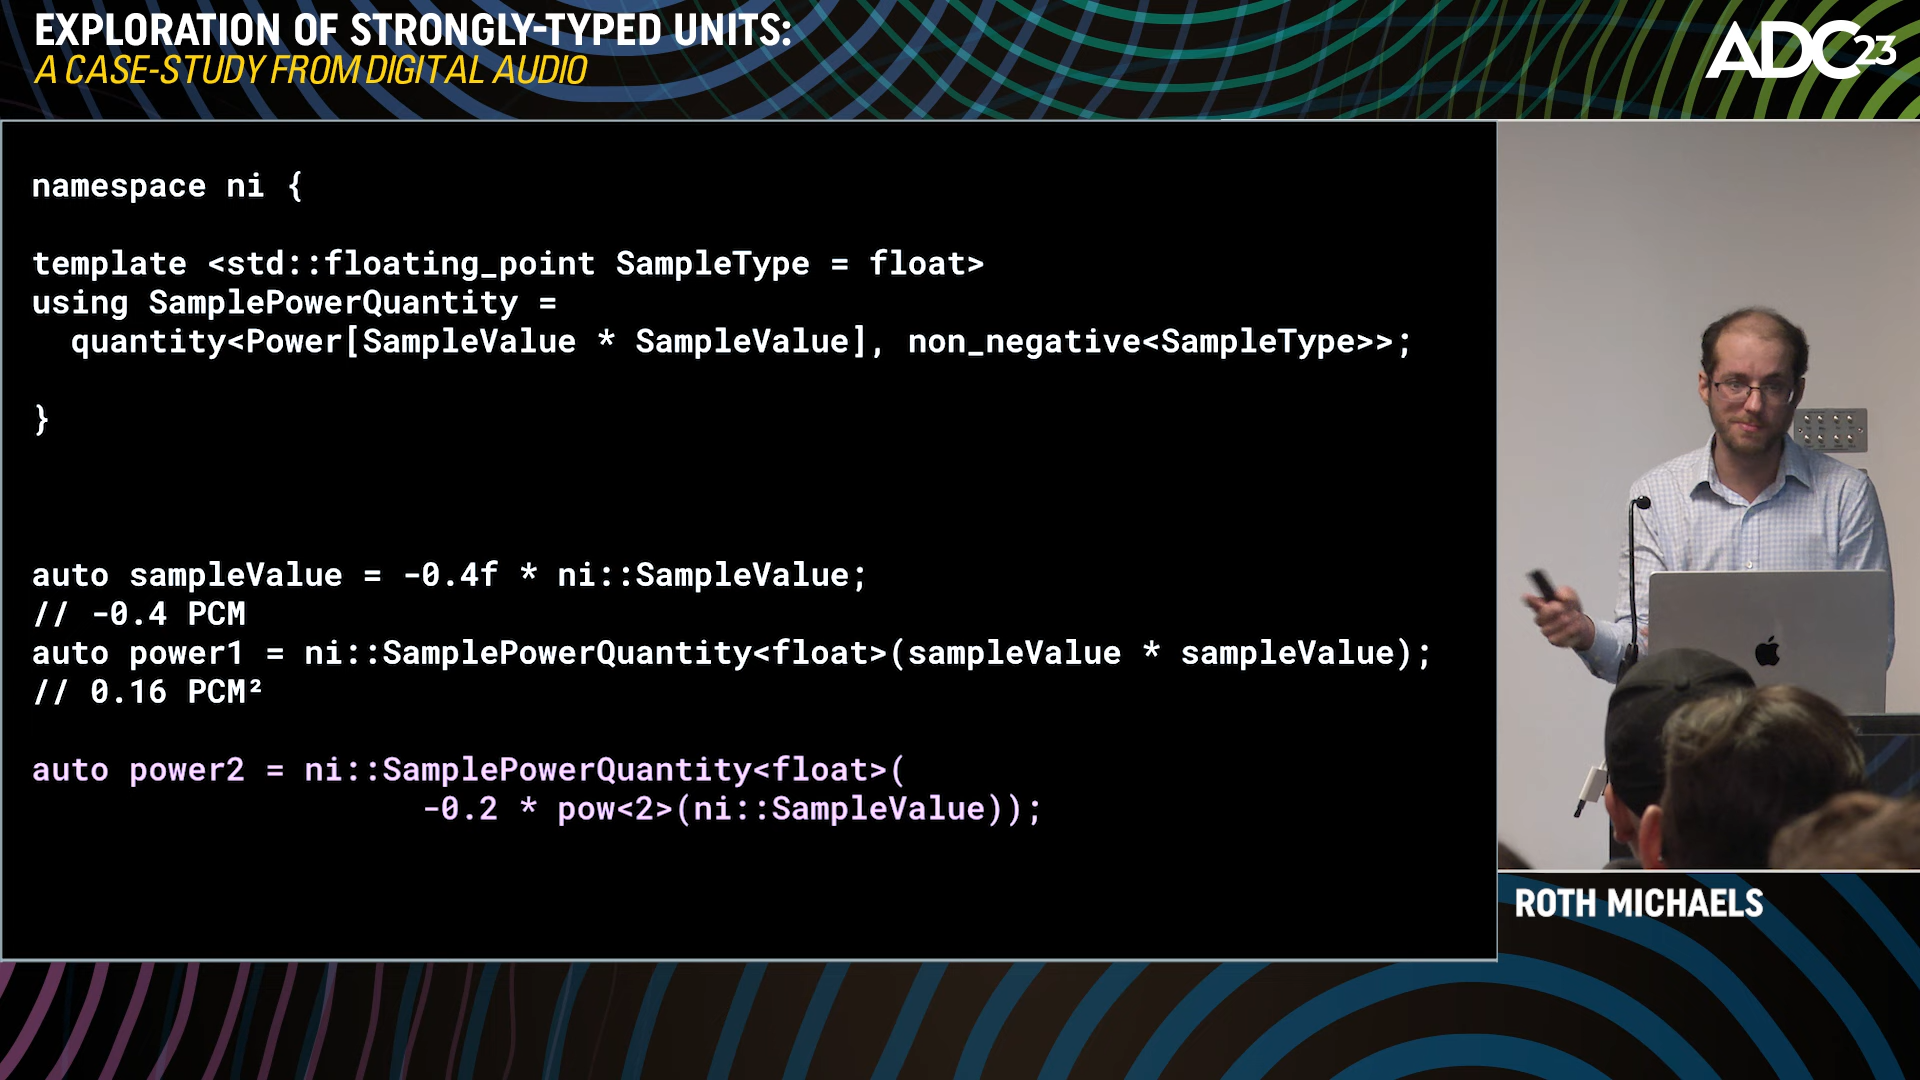 EXPLORATION OF STRONGLY-TYPED UNITS:
A CASE-STUDY FROM DIGITAL AUDIO
ADC23
namespace ni {
template <std::floating_point SampleType = float>
using SamplePowerQuantity =
  quantity<Power[SampleValue * SampleValue], non_negative<SampleType>>;
}
auto sampleValue = -0.4f * ni::SampleValue;
// -0.4 PCM
auto power1 = ni::SamplePowerQuantity<float>(sampleValue * sampleValue);
// 0.16 PCM²
auto power2 = ni::SamplePowerQuantity<float>(
                    -0.2 * pow<2>(ni::SampleValue));
ROTH MICHAELS